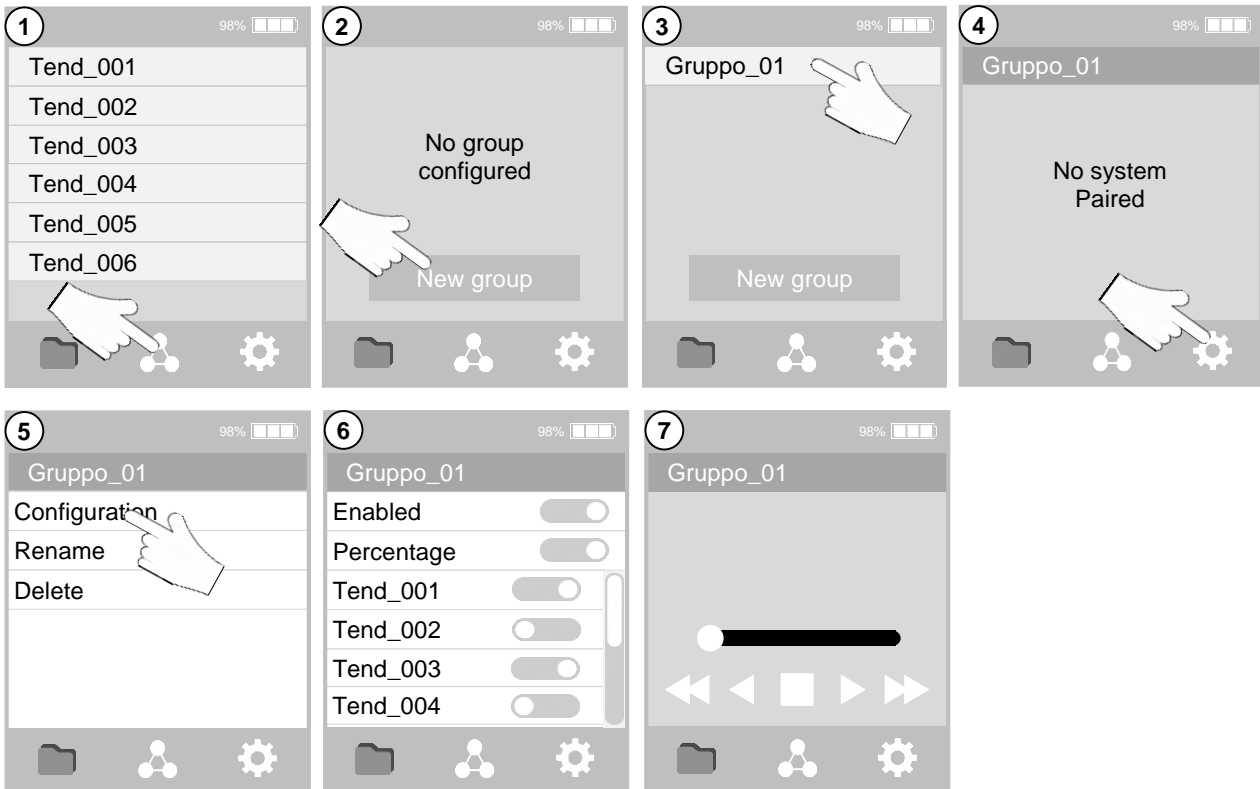 1
98%
Tend_001
Tend_002
Tend_003
Tend_004
Tend_005
Tend_006
2
98%
No group
configured
New group
3
98%
Gruppo_01
New group
4
98%
Gruppo_01
No system
Paired
5
98%
Gruppo_01
Configuration
Rename
Delete
6
98%
Gruppo_01
Enabled
Percentage
Tend_001
Tend_002
Tend_003
Tend_004
7
98%
Gruppo_01